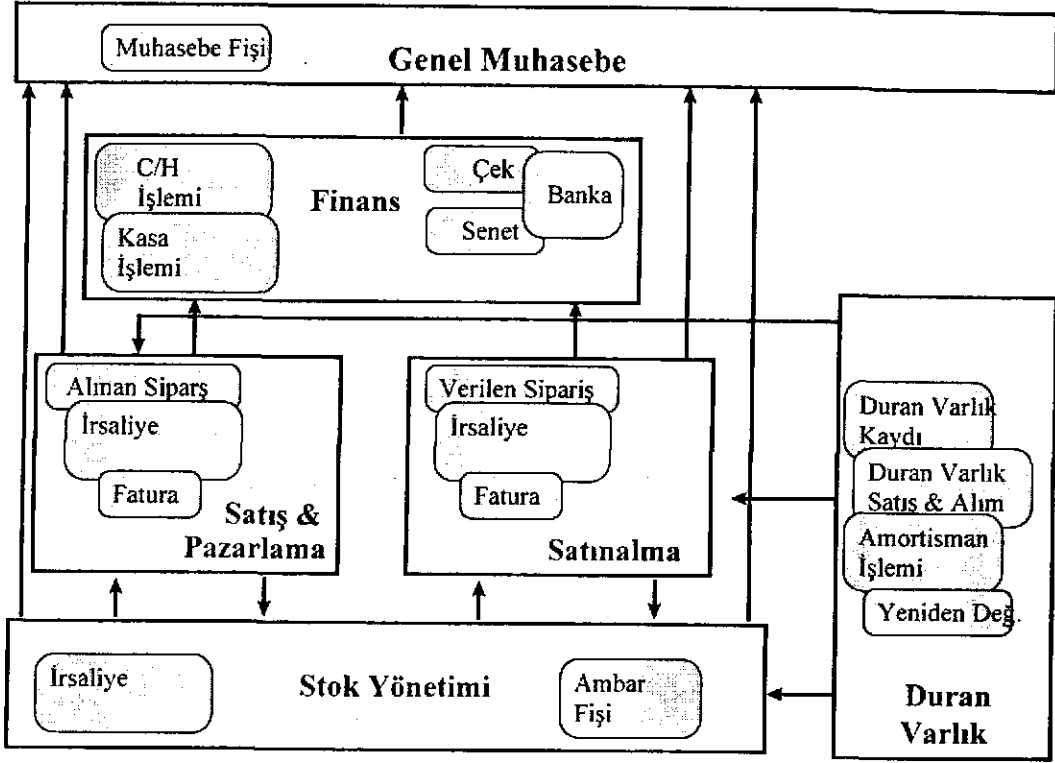 Muhasebe Fişi
Genel Muhasebe
C/H
İşlemi
Kasa
İşlemi
Finans
Çek
Senet
Banka
Alınan Siparş
İrsaliye
Fatura
Satış &
Pazarlama
Verilen Sipariş
İrsaliye
Fatura
Satınalma
Duran Varlık
Kaydı
Duran Varlık
Satış & Alım
Amortisman
İşlemi
Yeniden Değ.
Duran
Varlık
İrsaliye
Stok Yönetimi
Ambar
Fişi